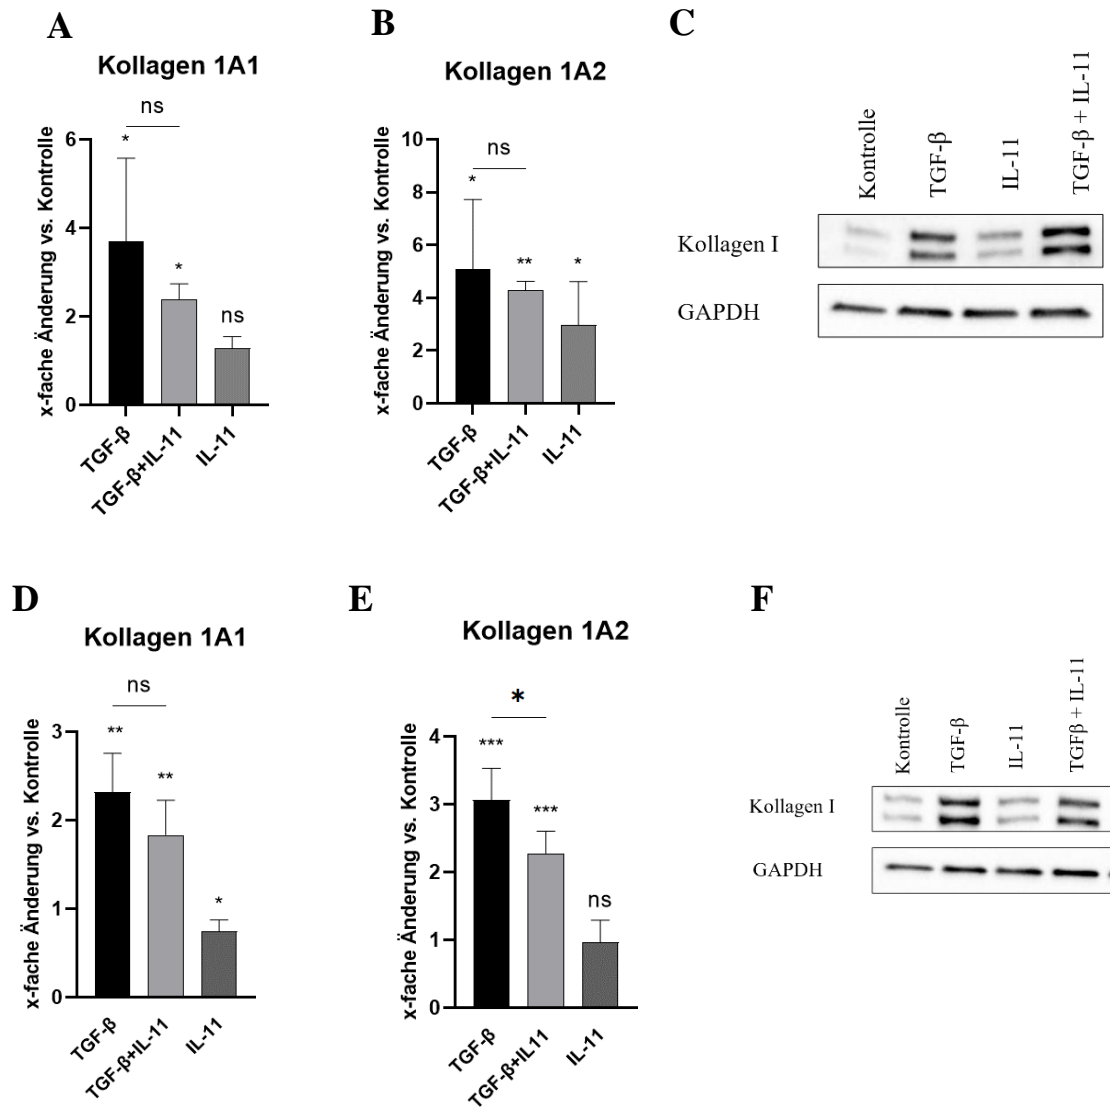 A
Kollagen 1A1
x-fache Änderung vs. Kontrolle
ns
6
4
2
0
*
*
ns
TGF-β
TGF-β+IL-11
IL-11
B
Kollagen 1A2
x-fache Änderung vs. Kontrolle
ns
10
8
6
4
2
0
*
**
*
TGF-β
TGF-β+IL-11
IL-11
C
Kontrolle
TGF-β
IL-11
TGF-β + IL-11
Kollagen I
GAPDH
D
Kollagen 1A1
x-fache Änderung vs. Kontrolle
ns
3
2
1
0
**
**
*
TGF-β
TGF-β+IL-11
IL-11
E
Kollagen 1A2
x-fache Änderung vs. Kontrolle
*
4
3
2
1
0
***
***
ns
TGF-β
TGF-β+IL11
IL-11
F
Kontrolle
TGF-β
IL-11
TGFβ + IL-11
Kollagen I
GAPDH